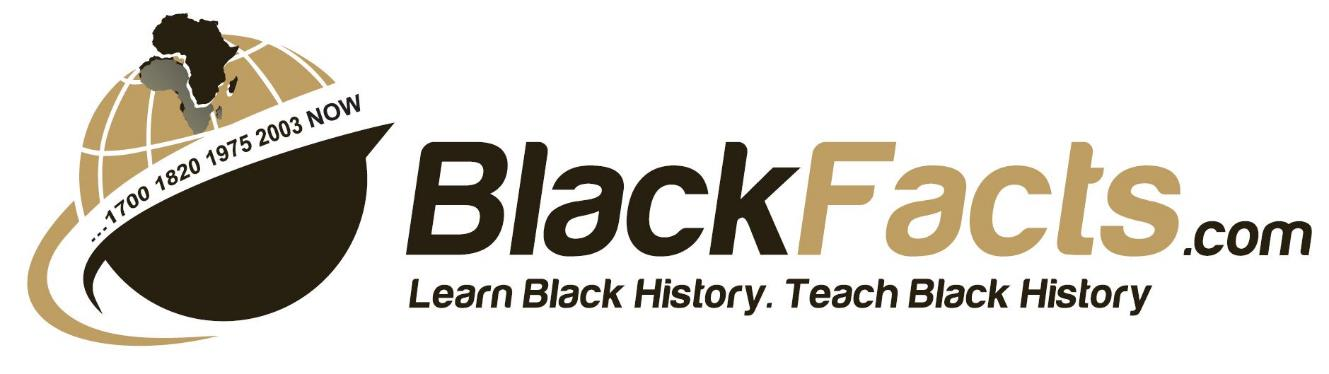 ---1700 1820 1975 2003 NOW
BlackFacts.com
Learn Black History. Teach Black History